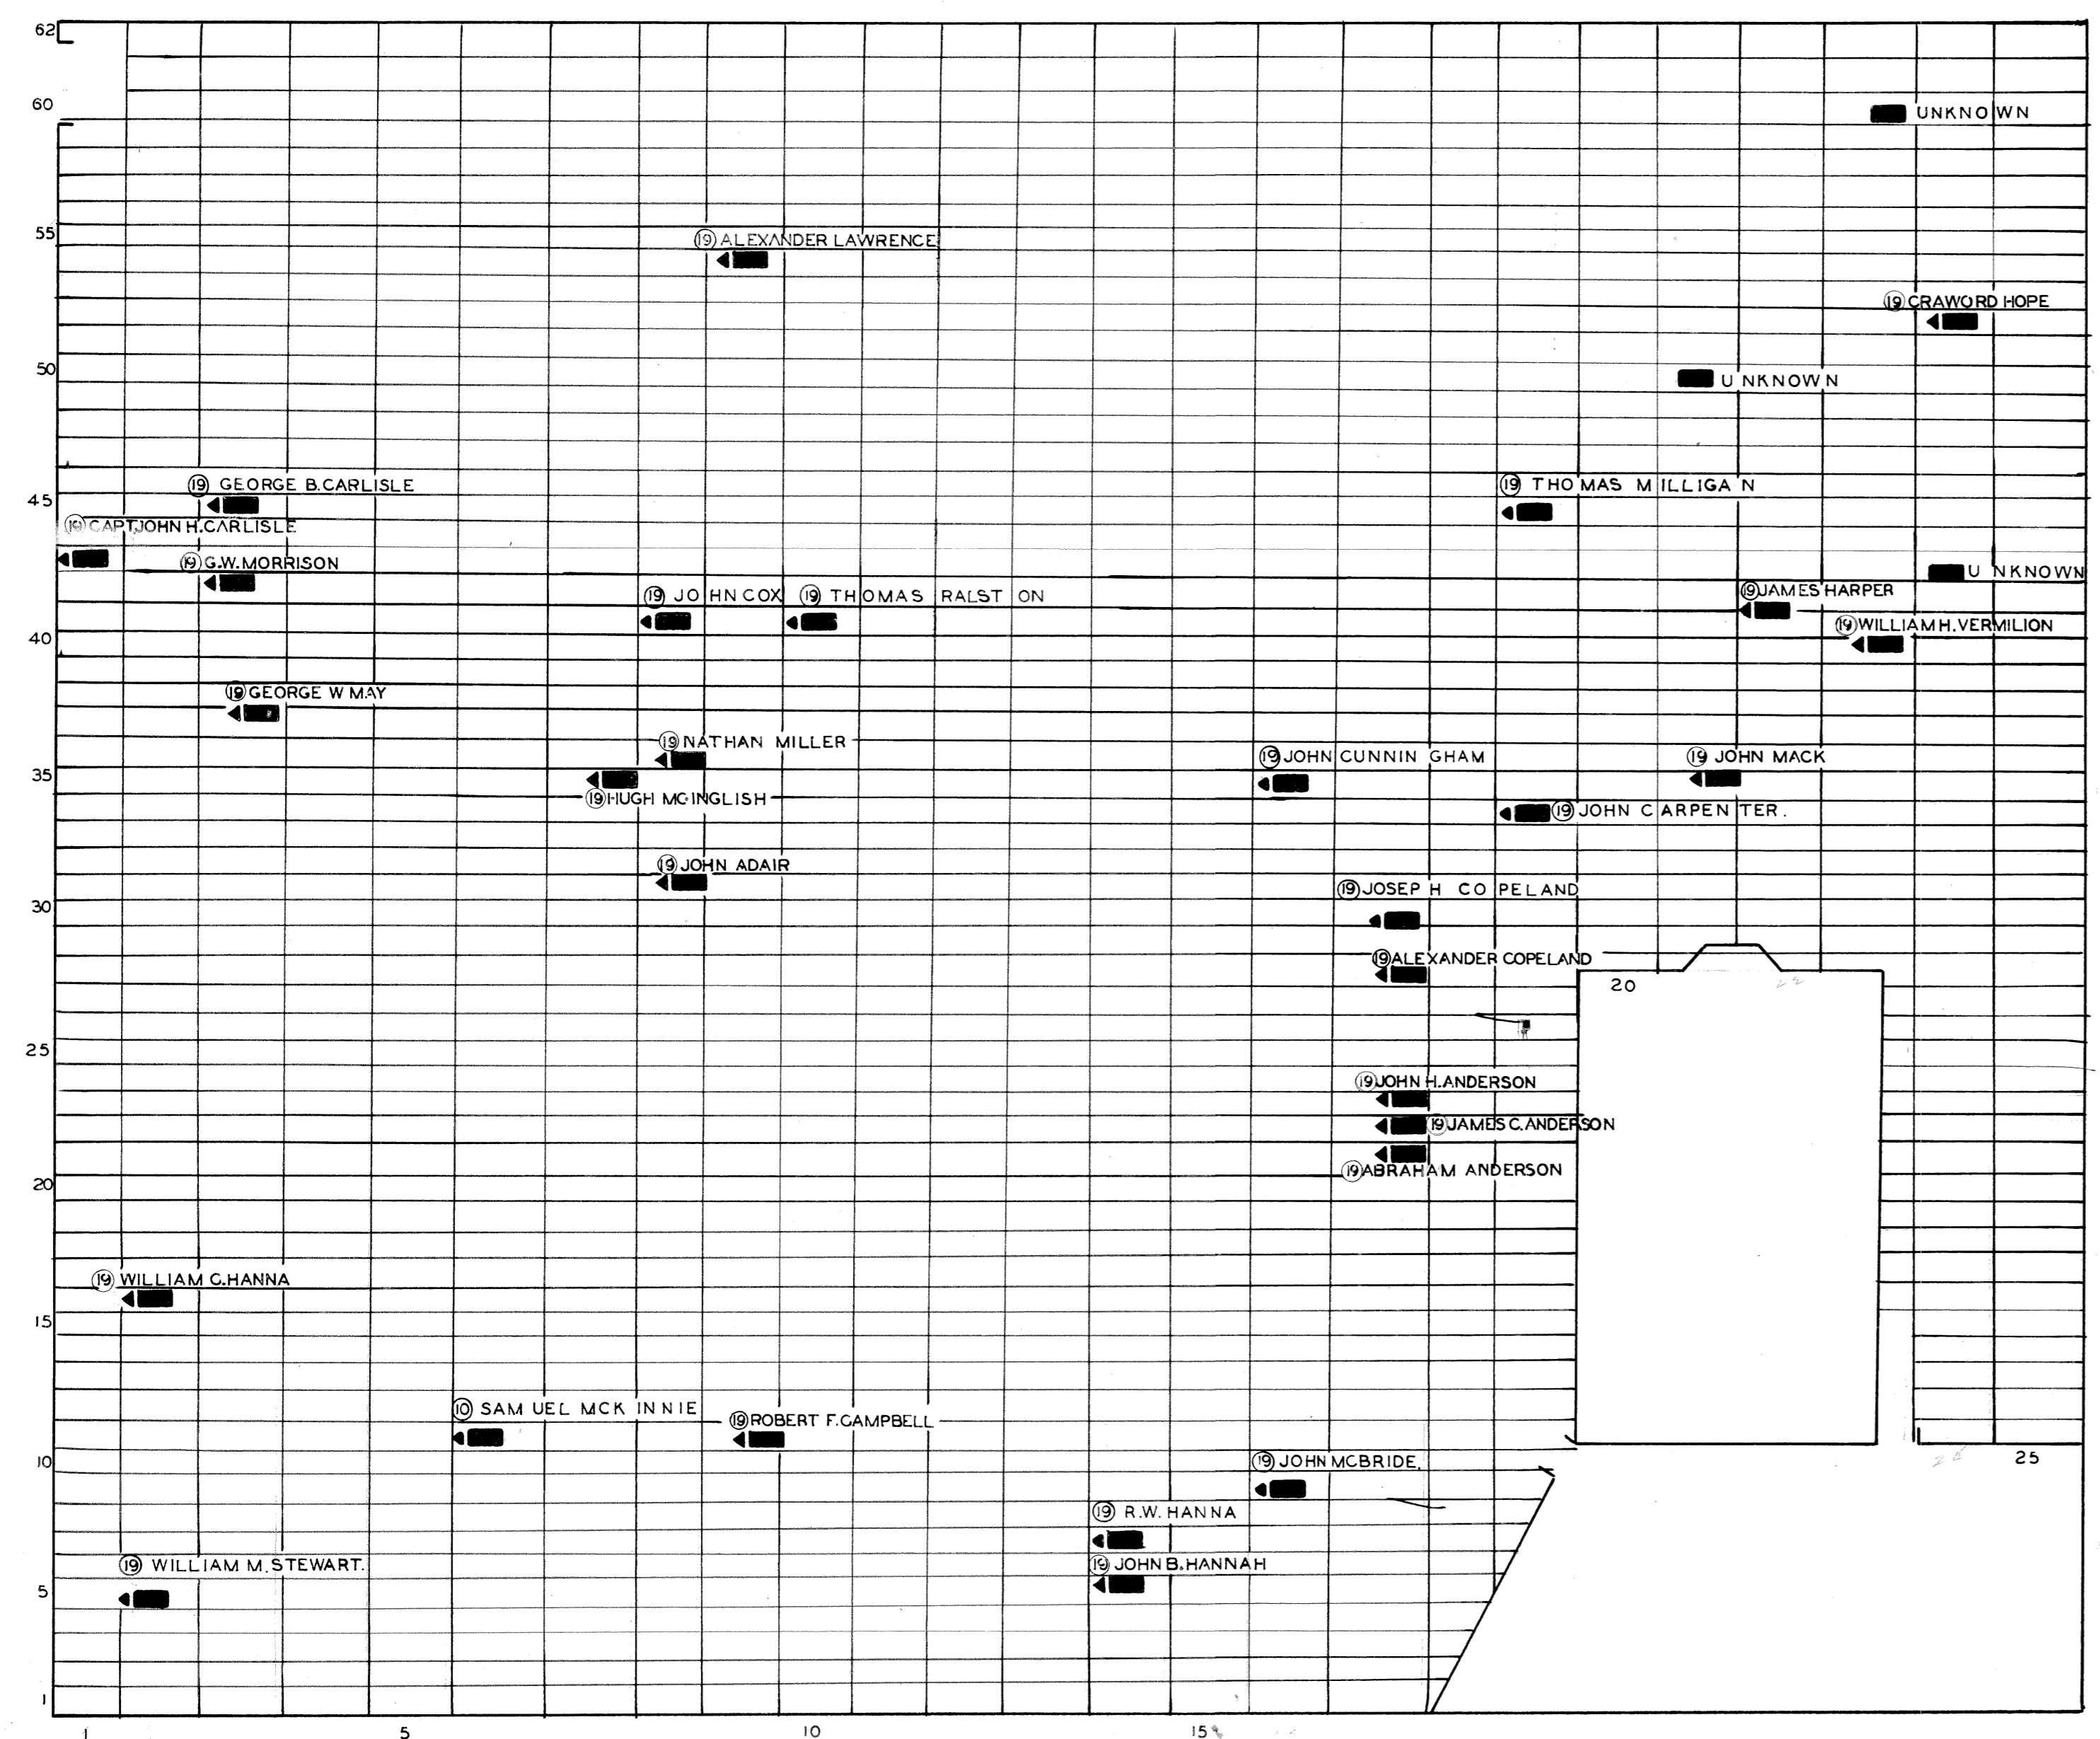 62
60
UNKNOWN
55
19 ALEXANDER LAWRENCE
19 CRAWORD HOPE
50
UNKNOWN
45
19 GEORGE B. CARLISLE
19 THOMAS MILLIGAN
19 CAPT. JOHN H. CARLISLE
19 G.W. MORRISON
UNKNOWN
19 JOHN COX
19 THOMAS RALSTON
19 JAMES HARPER
19 WILLIAM H. VERMILION
40
19 GEORGE W MAY
19 NATHAN MILLER
19 JOHN CUNNINGHAM
19 JOHN MACK
35
19 HUGH MCINGLISH
19 JOHN CARPENTER.
19 JOHN ADAIR
19 JOSEPH COPELAND
30
19 ALEXANDER COPELAND
20
22
25
19 JOHN H. ANDERSON
19 JAMES C. ANDERSON
19 ABRAHAM ANDERSON
20
19 WILLIAM C. HANNA
15
10 SAMUEL MCKINNIE
19 ROBERT F. CAMPBELL
10
19 JOHN MCBRIDE.
25
19 R.W. HANNA
19 JOHN B. HANNAH
19 WILLIAM M. STEWART.
5
1
1 5 10 15